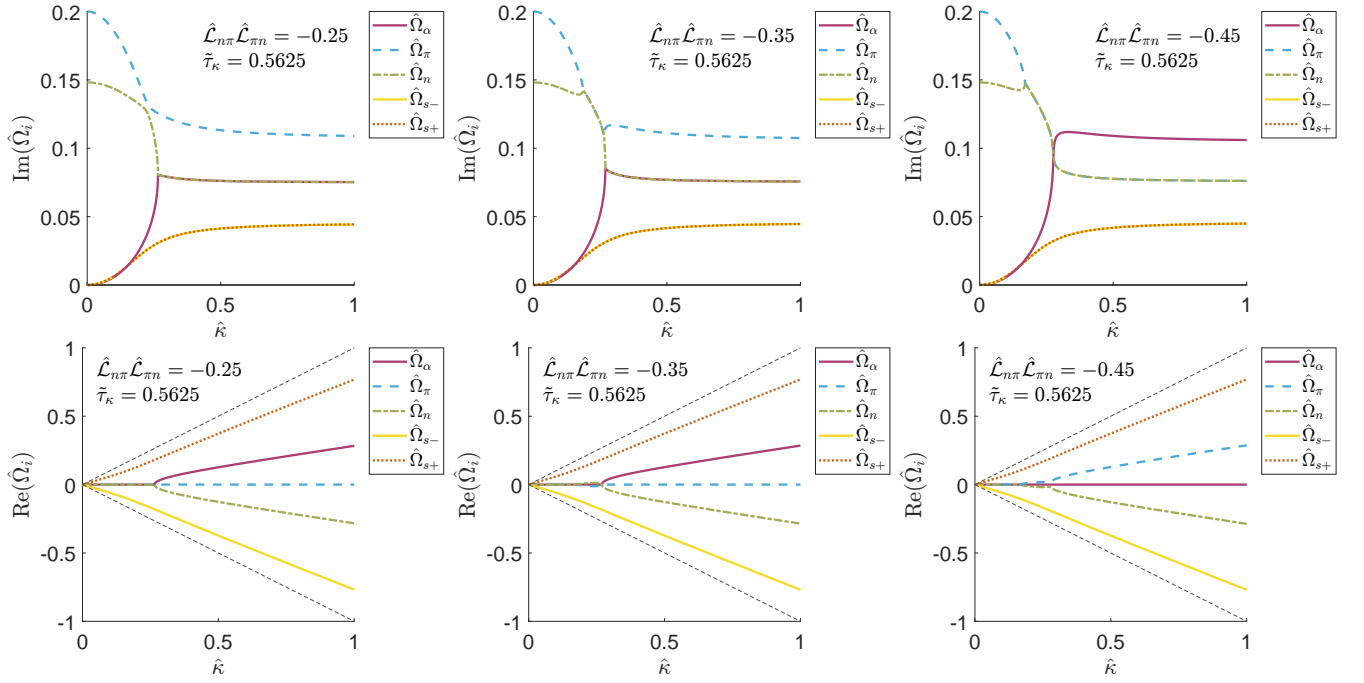 0.2
0.15
0.1
0.05
0
0 0.5 1
Im(Ω̂ᵢ)
κ̂
ℒ̂ₙπℒ̂πₙ = −0.25
τ̃κ = 0.5625
Ω̂α
Ω̂π
Ω̂n
Ω̂s−
Ω̂s+
0.2
0.15
0.1
0.05
0
0 0.5 1
Im(Ω̂ᵢ)
κ̂
ℒ̂ₙπℒ̂πₙ = −0.35
τ̃κ = 0.5625
Ω̂α
Ω̂π
Ω̂n
Ω̂s−
Ω̂s+
0.2
0.15
0.1
0.05
0
0 0.5 1
Im(Ω̂ᵢ)
κ̂
ℒ̂ₙπℒ̂πₙ = −0.45
τ̃κ = 0.5625
Ω̂α
Ω̂π
Ω̂n
Ω̂s−
Ω̂s+
1
0.5
0
-0.5
-1
0 0.5 1
Re(Ω̂ᵢ)
κ̂
ℒ̂ₙπℒ̂πₙ = −0.25
τ̃κ = 0.5625
Ω̂α
Ω̂π
Ω̂n
Ω̂s−
Ω̂s+
1
0.5
0
-0.5
-1
0 0.5 1
Re(Ω̂ᵢ)
κ̂
ℒ̂ₙπℒ̂πₙ = −0.35
τ̃κ = 0.5625
Ω̂α
Ω̂π
Ω̂n
Ω̂s−
Ω̂s+
1
0.5
0
-0.5
-1
0 0.5 1
Re(Ω̂ᵢ)
κ̂
ℒ̂ₙπℒ̂πₙ = −0.45
τ̃κ = 0.5625
Ω̂α
Ω̂π
Ω̂n
Ω̂s−
Ω̂s+